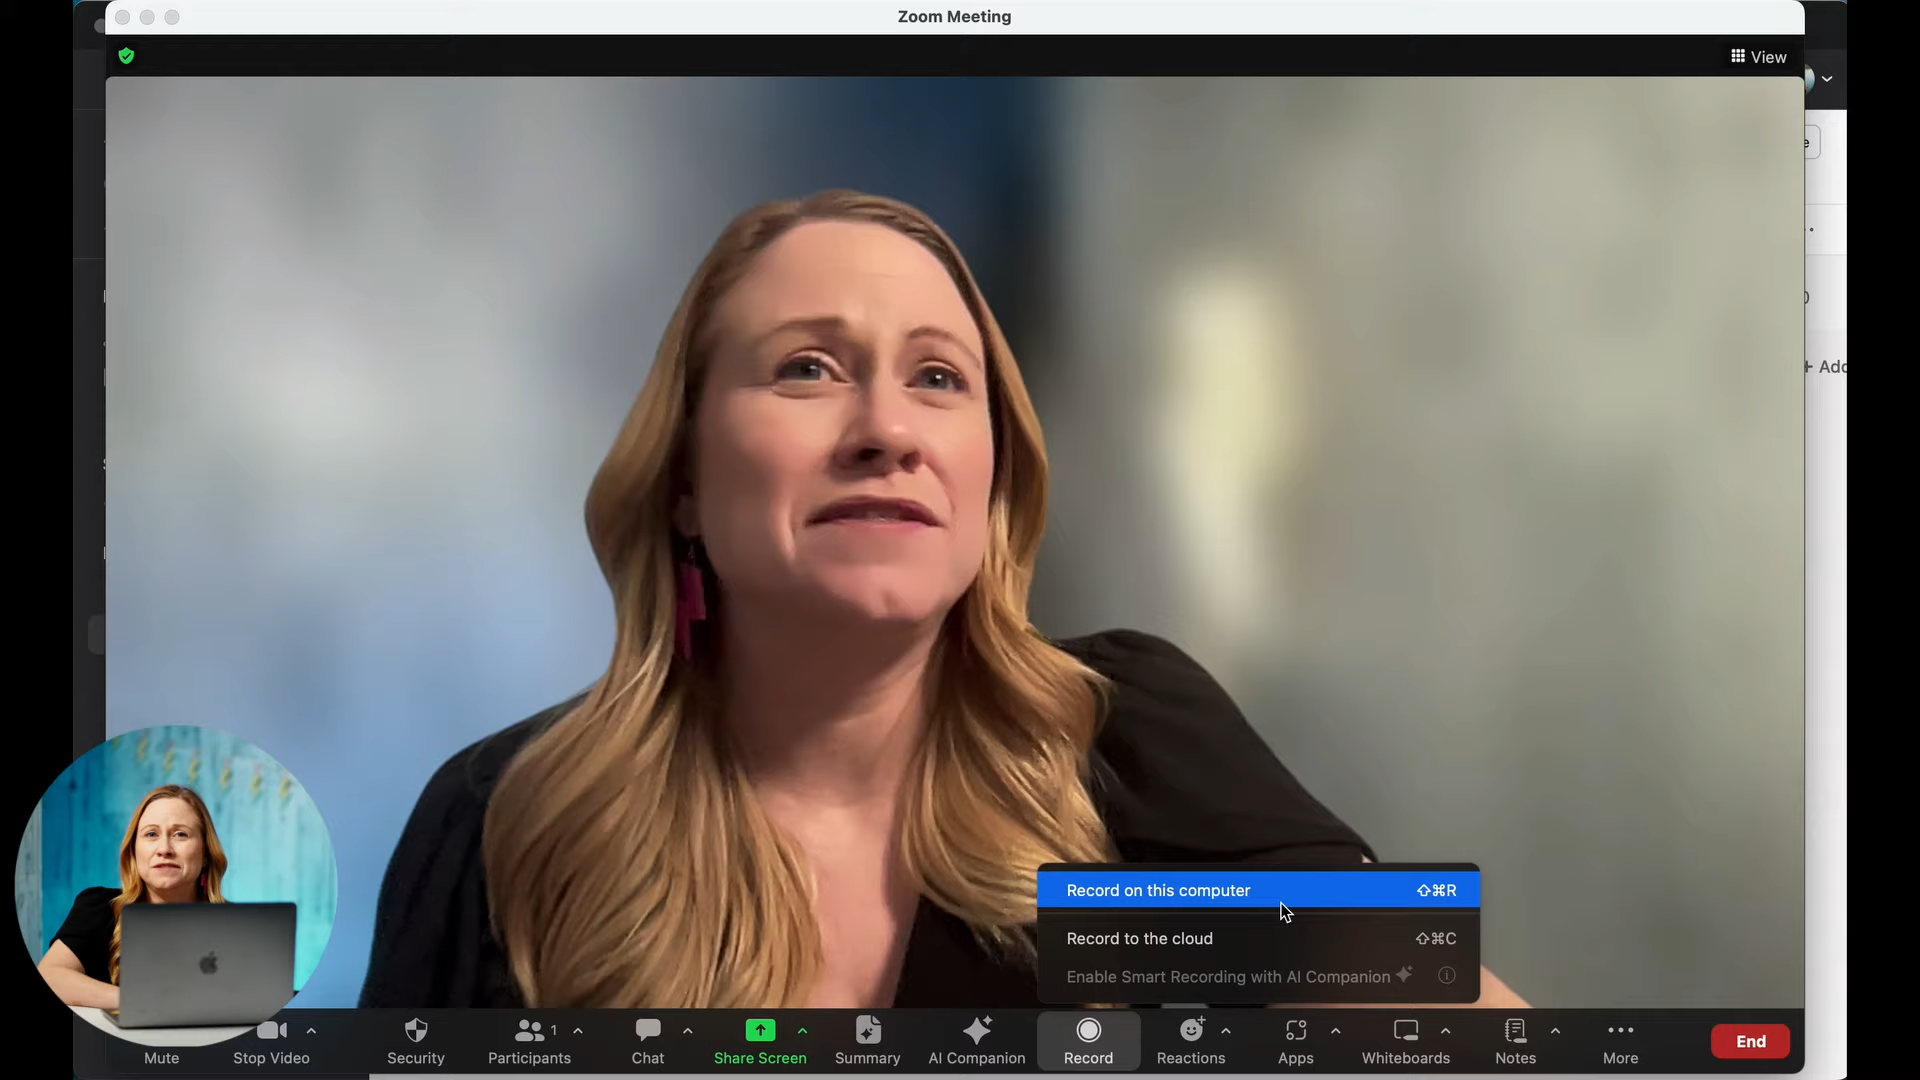 Zoom Meeting
View
e
+ Add
Record on this computer ⇧⌘R
Record to the cloud ⇧⌘C
Enable Smart Recording with AI Companion
Mute
Stop Video
Security
Participants 1
Chat
Share Screen
Summary
AI Companion
Record
Reactions
Apps
Whiteboards
Notes
More
End